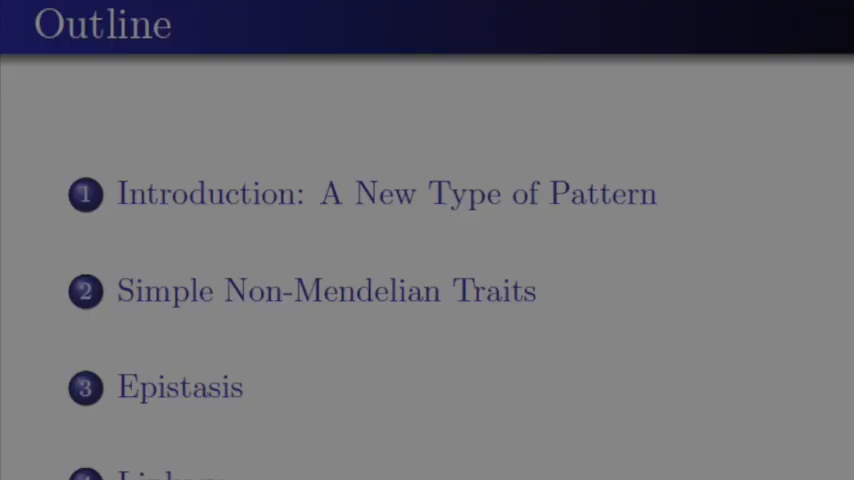 Outline
1 Introduction: A New Type of Pattern
2 Simple Non-Mendelian Traits
3 Epistasis